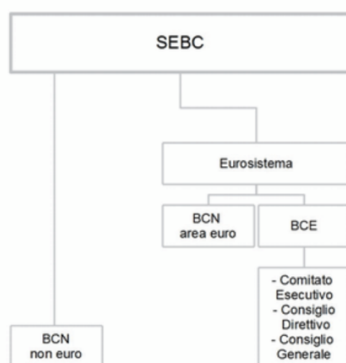 SEBC
Eurosistema
BCN
area euro
BCE
- Comitato
Esecutivo
- Consiglio
Direttivo
- Consiglio
Generale
BCN
non euro